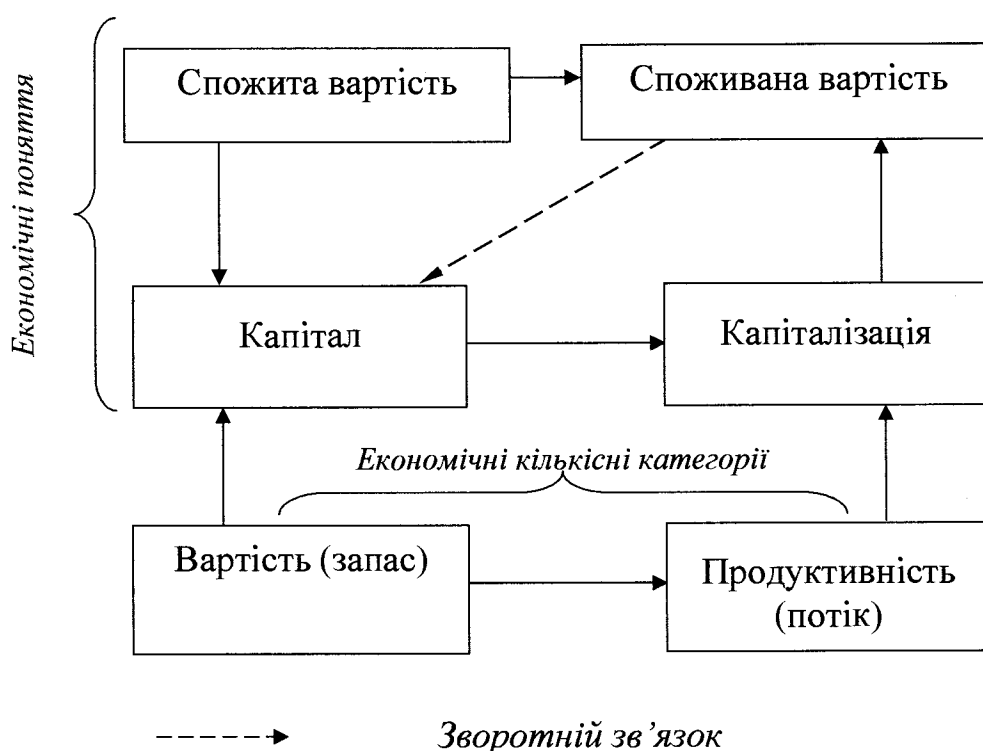 Економічні поняття
Спожита вартість
Споживана вартість
Капітал
Капіталізація
Економічні кількісні категорії
Вартість (запас)
Продуктивність
(потік)
Зворотній зв’язок